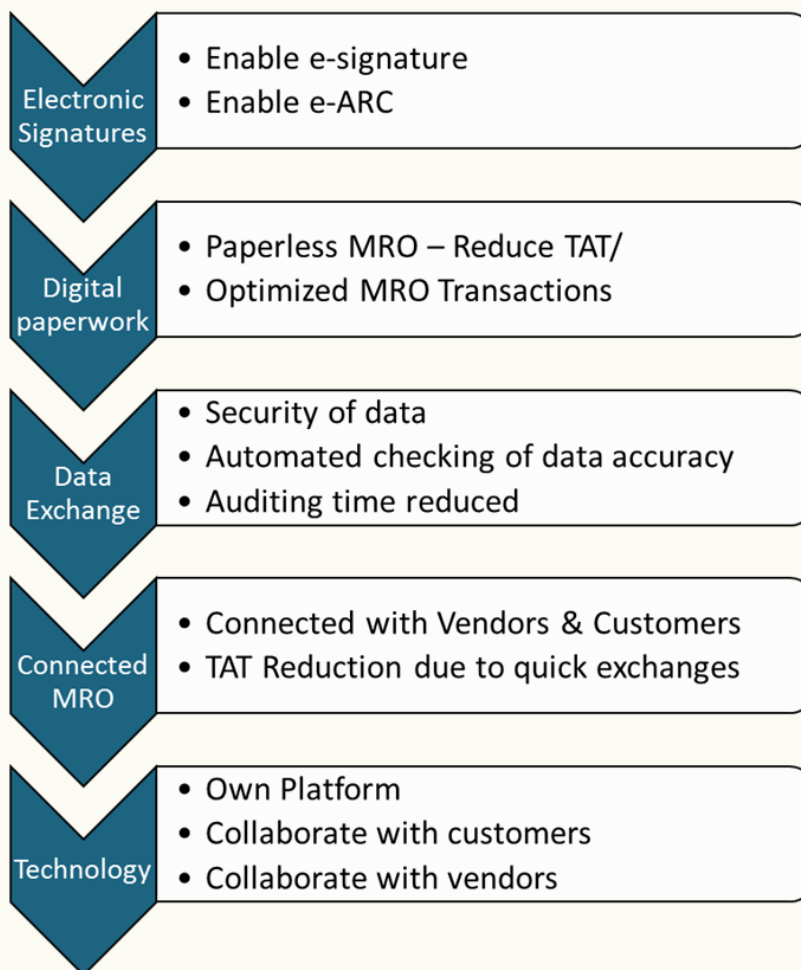 Electronic
Signatures
• Enable e-signature
• Enable e-ARC
Digital
paperwork
• Paperless MRO – Reduce TAT/
• Optimized MRO Transactions
Data
Exchange
• Security of data
• Automated checking of data accuracy
• Auditing time reduced
Connected
MRO
• Connected with Vendors & Customers
• TAT Reduction due to quick exchanges
Technology
• Own Platform
• Collaborate with customers
• Collaborate with vendors